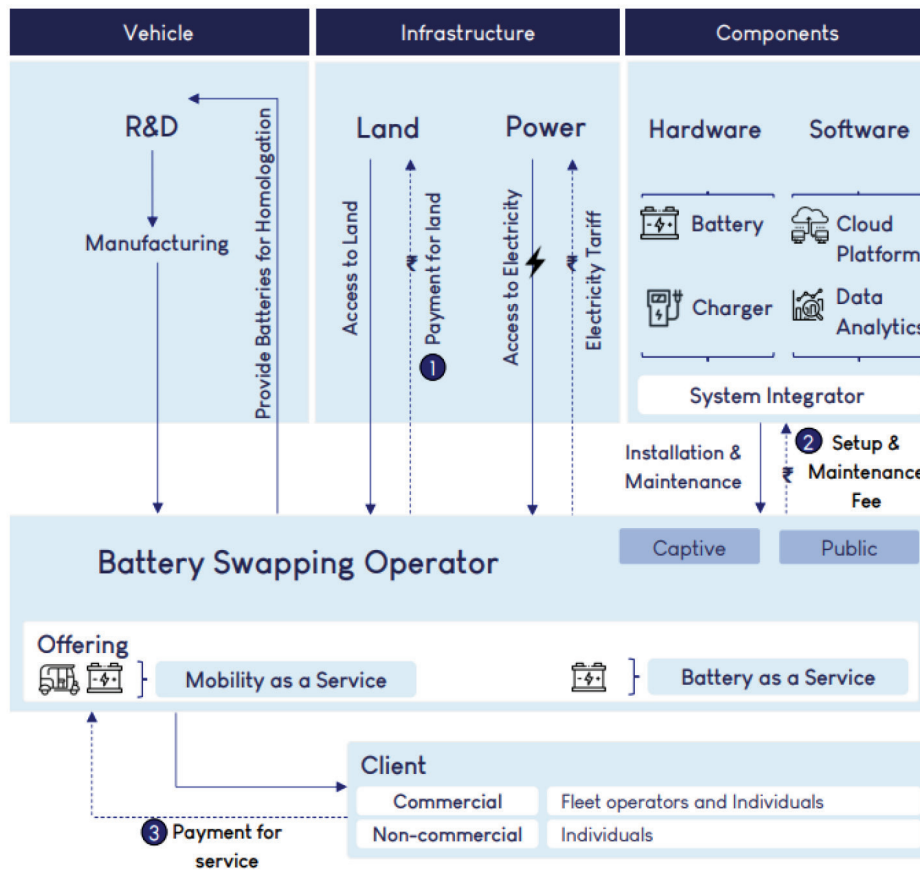 Vehicle
Infrastructure
Components
R&D
Manufacturing
Provide Batteries for Homologation
Land
Power
Access to Land
₹
1 Payment for land
Access to Electricity
₹
Electricity Tariff
Hardware
Software
Battery
Cloud
Platform
Charger
Data
Analytics
System Integrator
Installation &
Maintenance
₹
2 Setup &
Maintenance
Fee
Battery Swapping Operator
Captive
Public
Offering
Mobility as a Service
Battery as a Service
Client
Commercial
Fleet operators and Individuals
Non-commercial
Individuals
3 Payment for
service